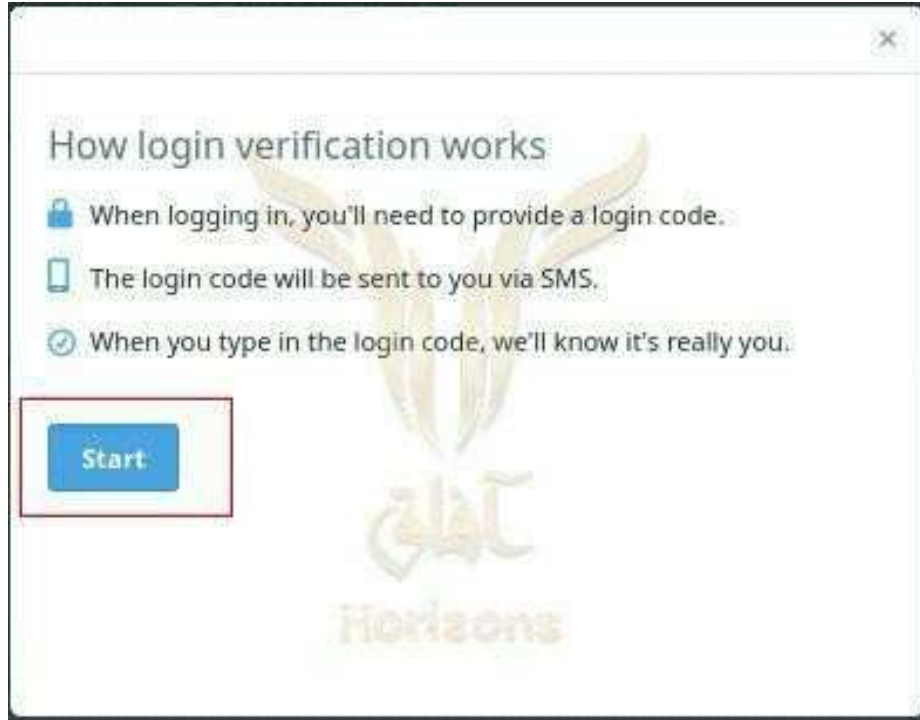 ×
How login verification works
When logging in, you'll need to provide a login code.
The login code will be sent to you via SMS.
When you type in the login code, we'll know it's really you.
Start
آفاق
Horizons